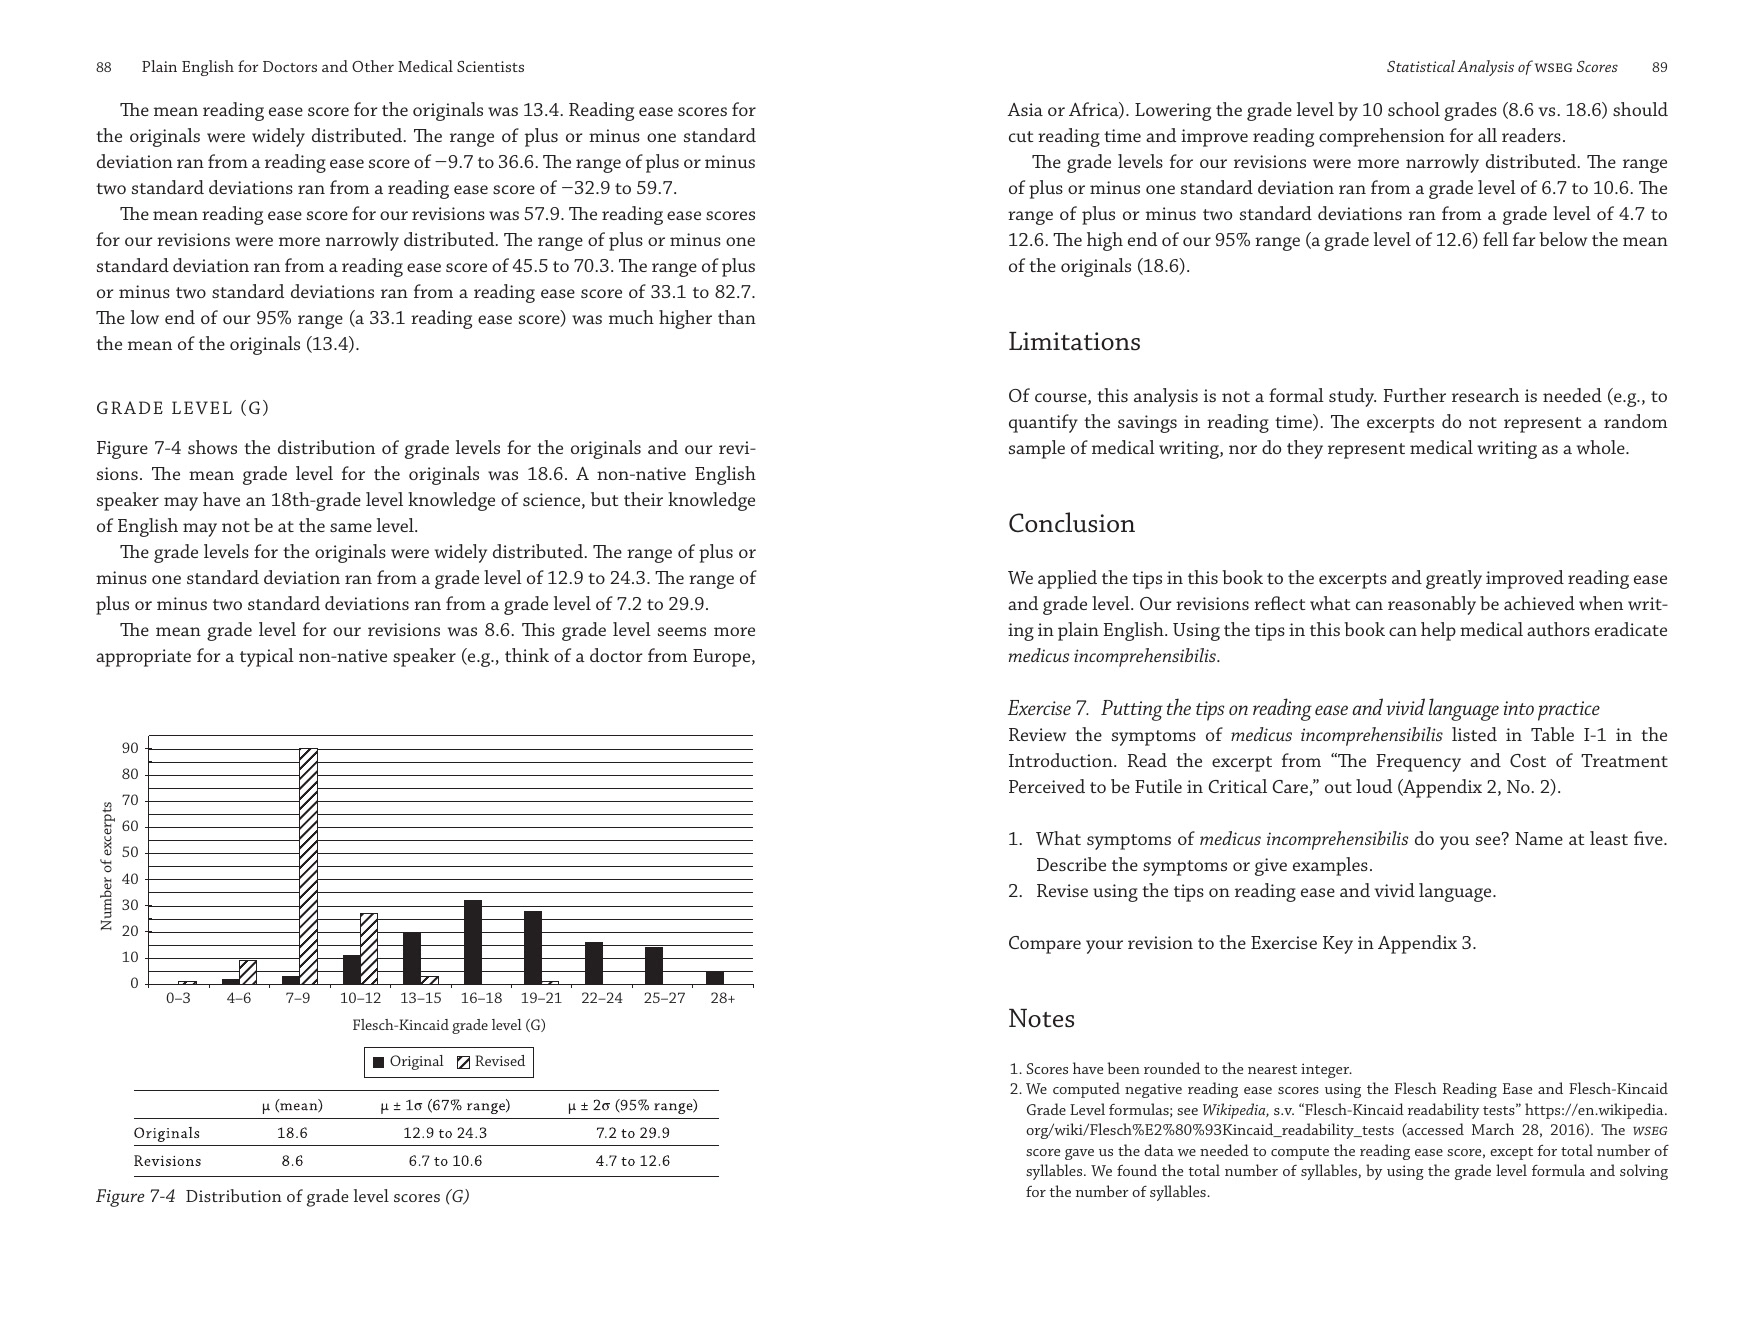 88 Plain English for Doctors and Other Medical Scientists
The mean reading ease score for the originals was 13.4. Reading ease scores for
the originals were widely distributed. The range of plus or minus one standard
deviation ran from a reading ease score of −9.7 to 36.6. The range of plus or minus
two standard deviations ran from a reading ease score of −32.9 to 59.7.
The mean reading ease score for our revisions was 57.9. The reading ease scores
for our revisions were more narrowly distributed. The range of plus or minus one
standard deviation ran from a reading ease score of 45.5 to 70.3. The range of plus
or minus two standard deviations ran from a reading ease score of 33.1 to 82.7.
The low end of our 95% range (a 33.1 reading ease score) was much higher than
the mean of the originals (13.4).
GRADE LEVEL (G)
Figure 7-4 shows the distribution of grade levels for the originals and our revi-
sions. The mean grade level for the originals was 18.6. A non-native English
speaker may have an 18th-grade level knowledge of science, but their knowledge
of English may not be at the same level.
The grade levels for the originals were widely distributed. The range of plus or
minus one standard deviation ran from a grade level of 12.9 to 24.3. The range of
plus or minus two standard deviations ran from a grade level of 7.2 to 29.9.
The mean grade level for our revisions was 8.6. This grade level seems more
appropriate for a typical non-native speaker (e.g., think of a doctor from Europe,
Number of excerpts
90
80
70
60
50
40
30
20
10
0
0–3 4–6 7–9 10–12 13–15 16–18 19–21 22–24 25–27 28+
Flesch-Kincaid grade level (G)
Original Revised
μ (mean) μ ± 1σ (67% range) μ ± 2σ (95% range)
Originals 18.6 12.9 to 24.3 7.2 to 29.9
Revisions 8.6 6.7 to 10.6 4.7 to 12.6
Figure 7-4 Distribution of grade level scores (G)
Statistical Analysis of WSEG Scores 89
Asia or Africa). Lowering the grade level by 10 school grades (8.6 vs. 18.6) should
cut reading time and improve reading comprehension for all readers.
The grade levels for our revisions were more narrowly distributed. The range
of plus or minus one standard deviation ran from a grade level of 6.7 to 10.6. The
range of plus or minus two standard deviations ran from a grade level of 4.7 to
12.6. The high end of our 95% range (a grade level of 12.6) fell far below the mean
of the originals (18.6).
Limitations
Of course, this analysis is not a formal study. Further research is needed (e.g., to
quantify the savings in reading time). The excerpts do not represent a random
sample of medical writing, nor do they represent medical writing as a whole.
Conclusion
We applied the tips in this book to the excerpts and greatly improved reading ease
and grade level. Our revisions reflect what can reasonably be achieved when writ-
ing in plain English. Using the tips in this book can help medical authors eradicate
medicus incomprehensibilis.
Exercise 7. Putting the tips on reading ease and vivid language into practice
Review the symptoms of medicus incomprehensibilis listed in Table I-1 in the
Introduction. Read the excerpt from “The Frequency and Cost of Treatment
Perceived to be Futile in Critical Care,” out loud (Appendix 2, No. 2).
1. What symptoms of medicus incomprehensibilis do you see? Name at least five.
Describe the symptoms or give examples.
2. Revise using the tips on reading ease and vivid language.
Compare your revision to the Exercise Key in Appendix 3.
Notes
1. Scores have been rounded to the nearest integer.
2. We computed negative reading ease scores using the Flesch Reading Ease and Flesch-Kincaid
Grade Level formulas; see Wikipedia, s.v. “Flesch-Kincaid readability tests” https://en.wikipedia.
org/wiki/Flesch%E2%80%93Kincaid_readability_tests (accessed March 28, 2016). The WSEG
score gave us the data we needed to compute the reading ease score, except for total number of
syllables. We found the total number of syllables, by using the grade level formula and solving
for the number of syllables.